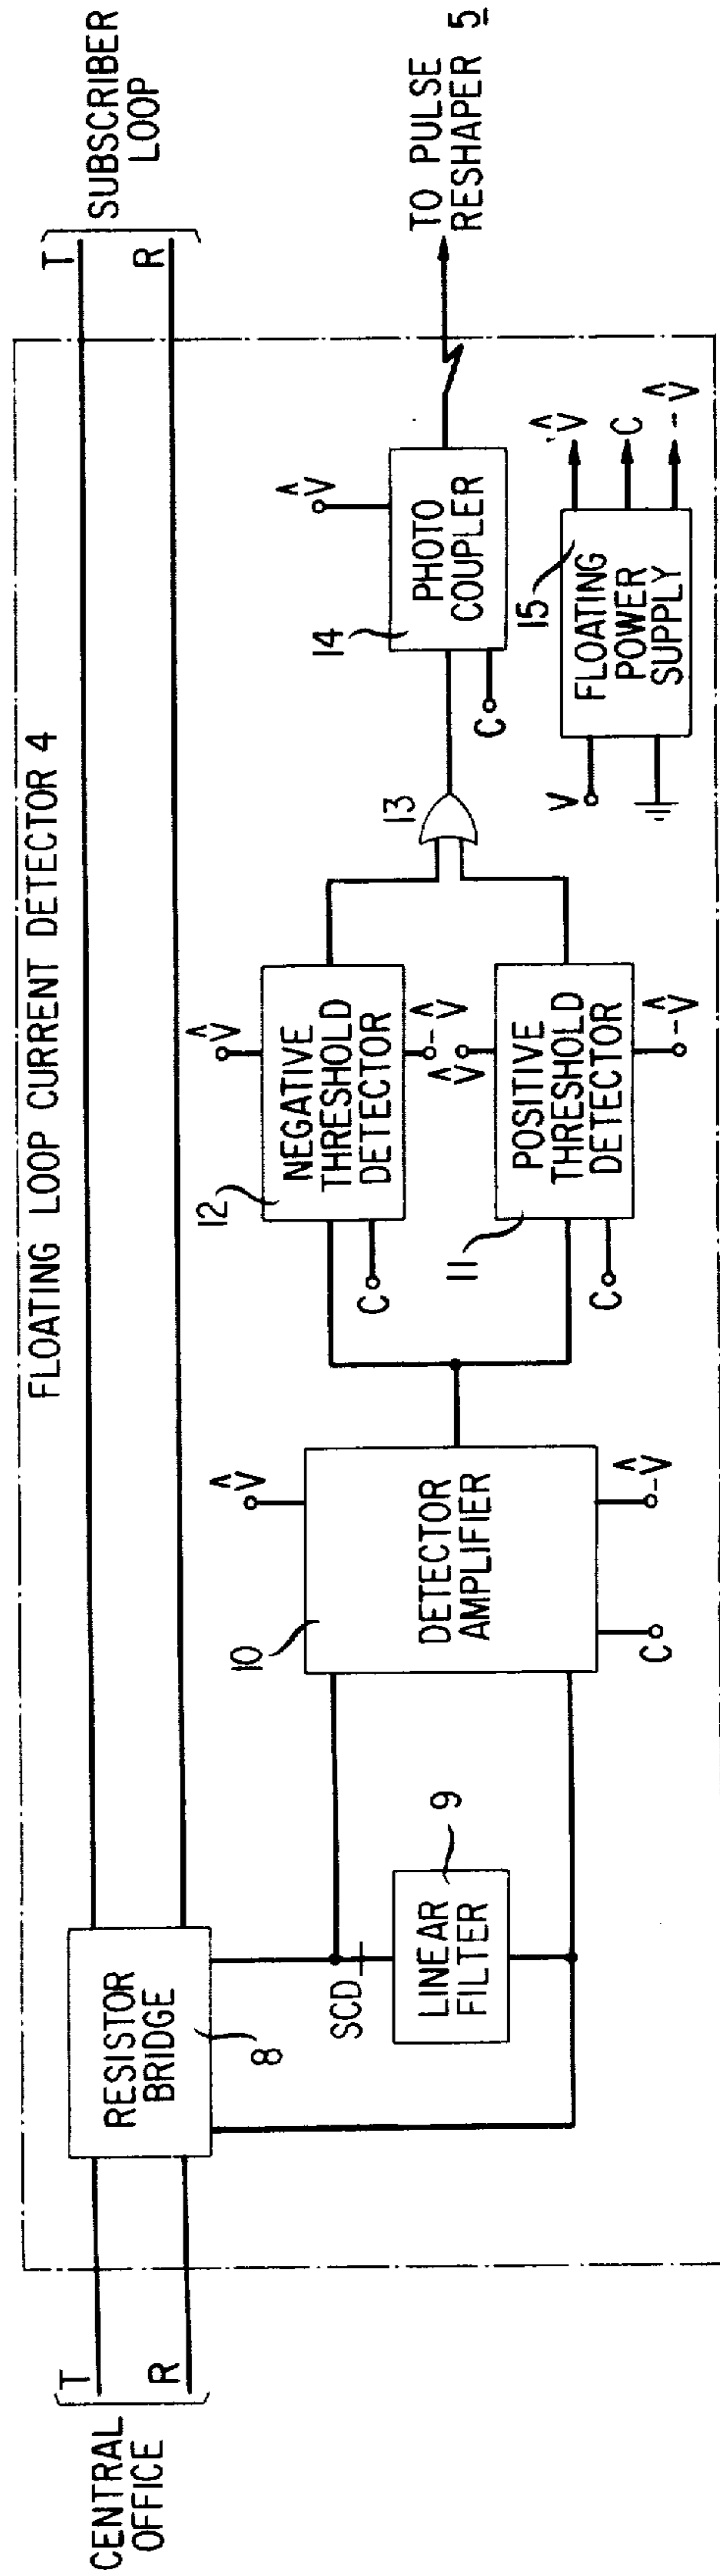 FLOATING LOOP CURRENT DETECTOR 4
CENTRAL
OFFICE
T
R
T
R
SUBSCRIBER
LOOP
RESISTOR
BRIDGE
8
SCD
LINEAR
FILTER
9
10
DETECTOR
AMPLIFIER
V̂
-V̂
C
12
NEGATIVE
THRESHOLD
DETECTOR
V̂
-V̂
C
11
POSITIVE
THRESHOLD
DETECTOR
V̂
-V̂
C
13
14
PHOTO
COUPLER
V̂
C
TO PULSE
RESHAPER 5
15
FLOATING
POWER
SUPPLY
V
V̂
C
-V̂